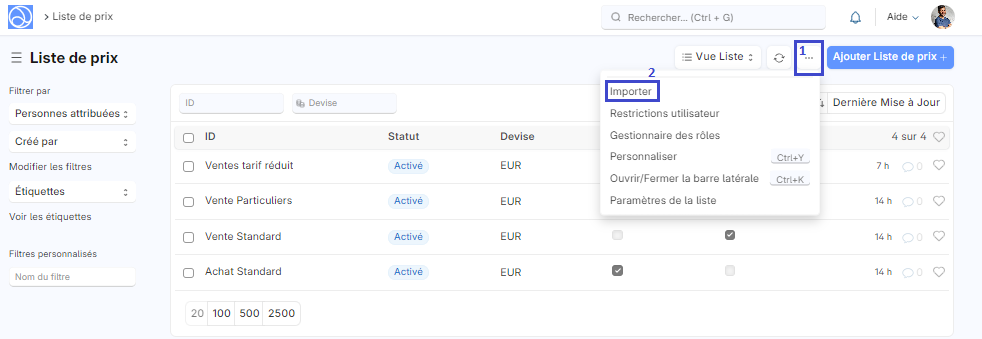 Liste de prix
Rechercher... (Ctrl + G)
Aide
Liste de prix
Vue Liste
1
...
Ajouter Liste de prix +
Filtrer par
Personnes attribuées
Créé par
Modifier les filtres
Étiquettes
Voir les étiquettes
Filtres personnalisés
Nom du filtre
ID
Devise
Dernière Mise à Jour
2
Importer
Restrictions utilisateur
Gestionnaire des rôles
Personnaliser Ctrl+Y
Ouvrir/Fermer la barre latérale Ctrl+K
Paramètres de la liste
ID Statut Devise 4 sur 4
Ventes tarif réduit Activé EUR 7 h 0
Vente Particuliers Activé EUR 14 h 0
Vente Standard Activé EUR 14 h 0
Achat Standard Activé EUR 14 h 0
20 100 500 2500